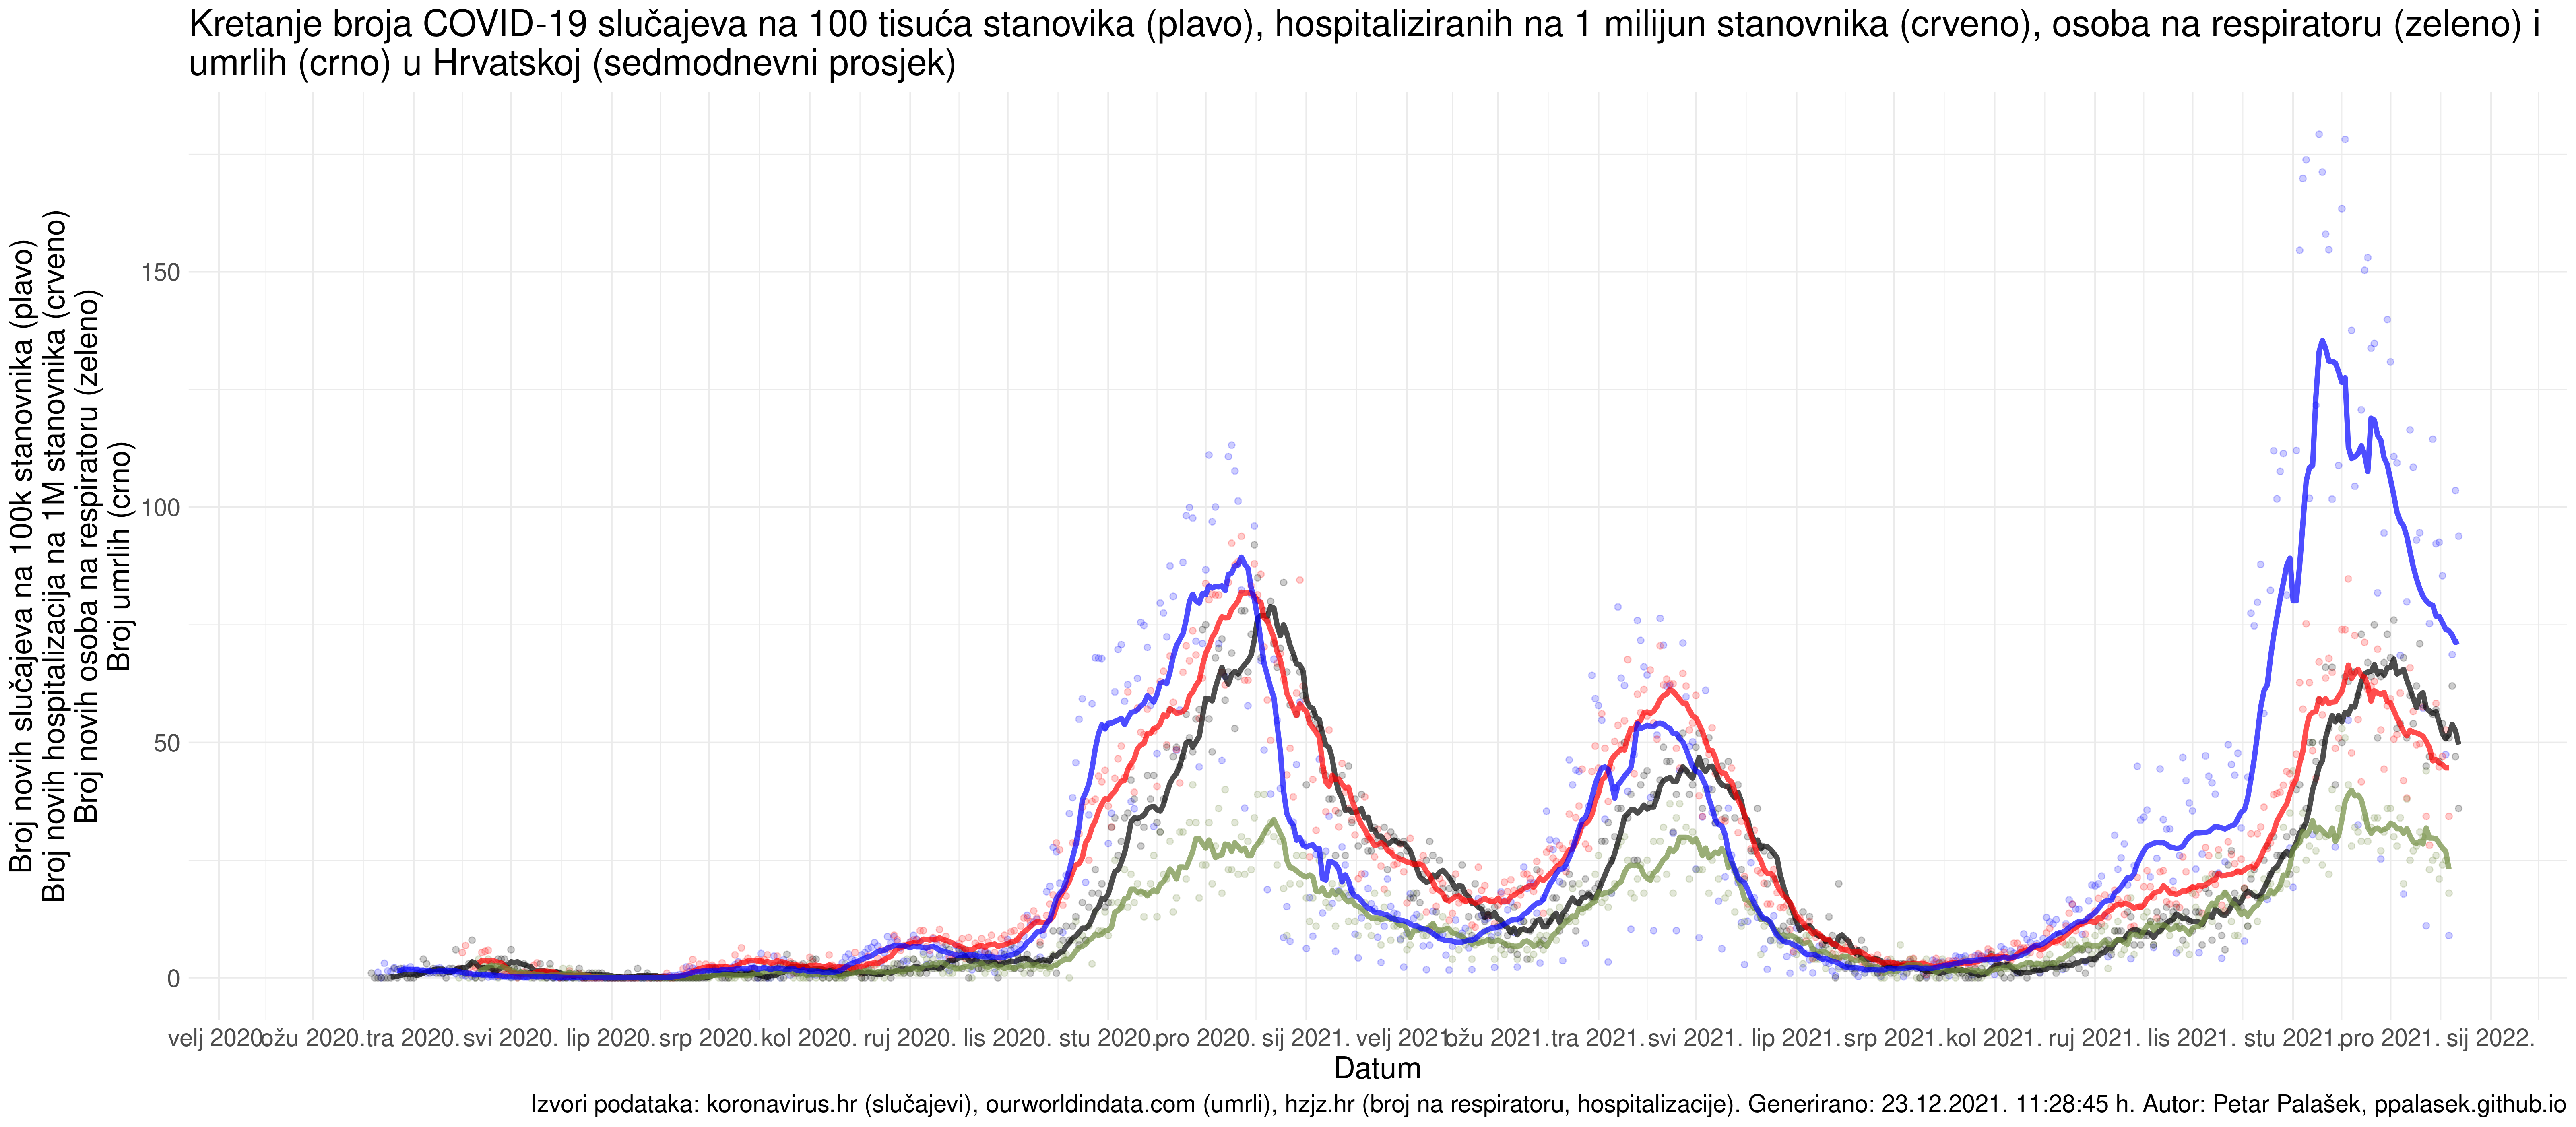 Kretanje broja COVID-19 slučajeva na 100 tisuća stanovika (plavo), hospitaliziranih na 1 milijun stanovnika (crveno), osoba na respiratoru (zeleno) i
umrlih (crno) u Hrvatskoj (sedmodnevni prosjek)
Broj novih slučajeva na 100k stanovnika (plavo)
Broj novih hospitalizacija na 1M stanovnika (crveno)
Broj novih osoba na respiratoru (zeleno)
Broj umrlih (crno)
150
100
50
0
velj 2020. ožu 2020. tra 2020. svi 2020. lip 2020. srp 2020. kol 2020. ruj 2020. lis 2020. stu 2020. pro 2020. sij 2021. velj 2021. ožu 2021. tra 2021. svi 2021. lip 2021. srp 2021. kol 2021. ruj 2021. lis 2021. stu 2021. pro 2021. sij 2022.
Datum
Izvori podataka: koronavirus.hr (slučajevi), ourworldindata.com (umrli), hzjz.hr (broj na respiratoru, hospitalizacije). Generirano: 23.12.2021. 11:28:45 h. Autor: Petar Palašek, ppalasek.github.io